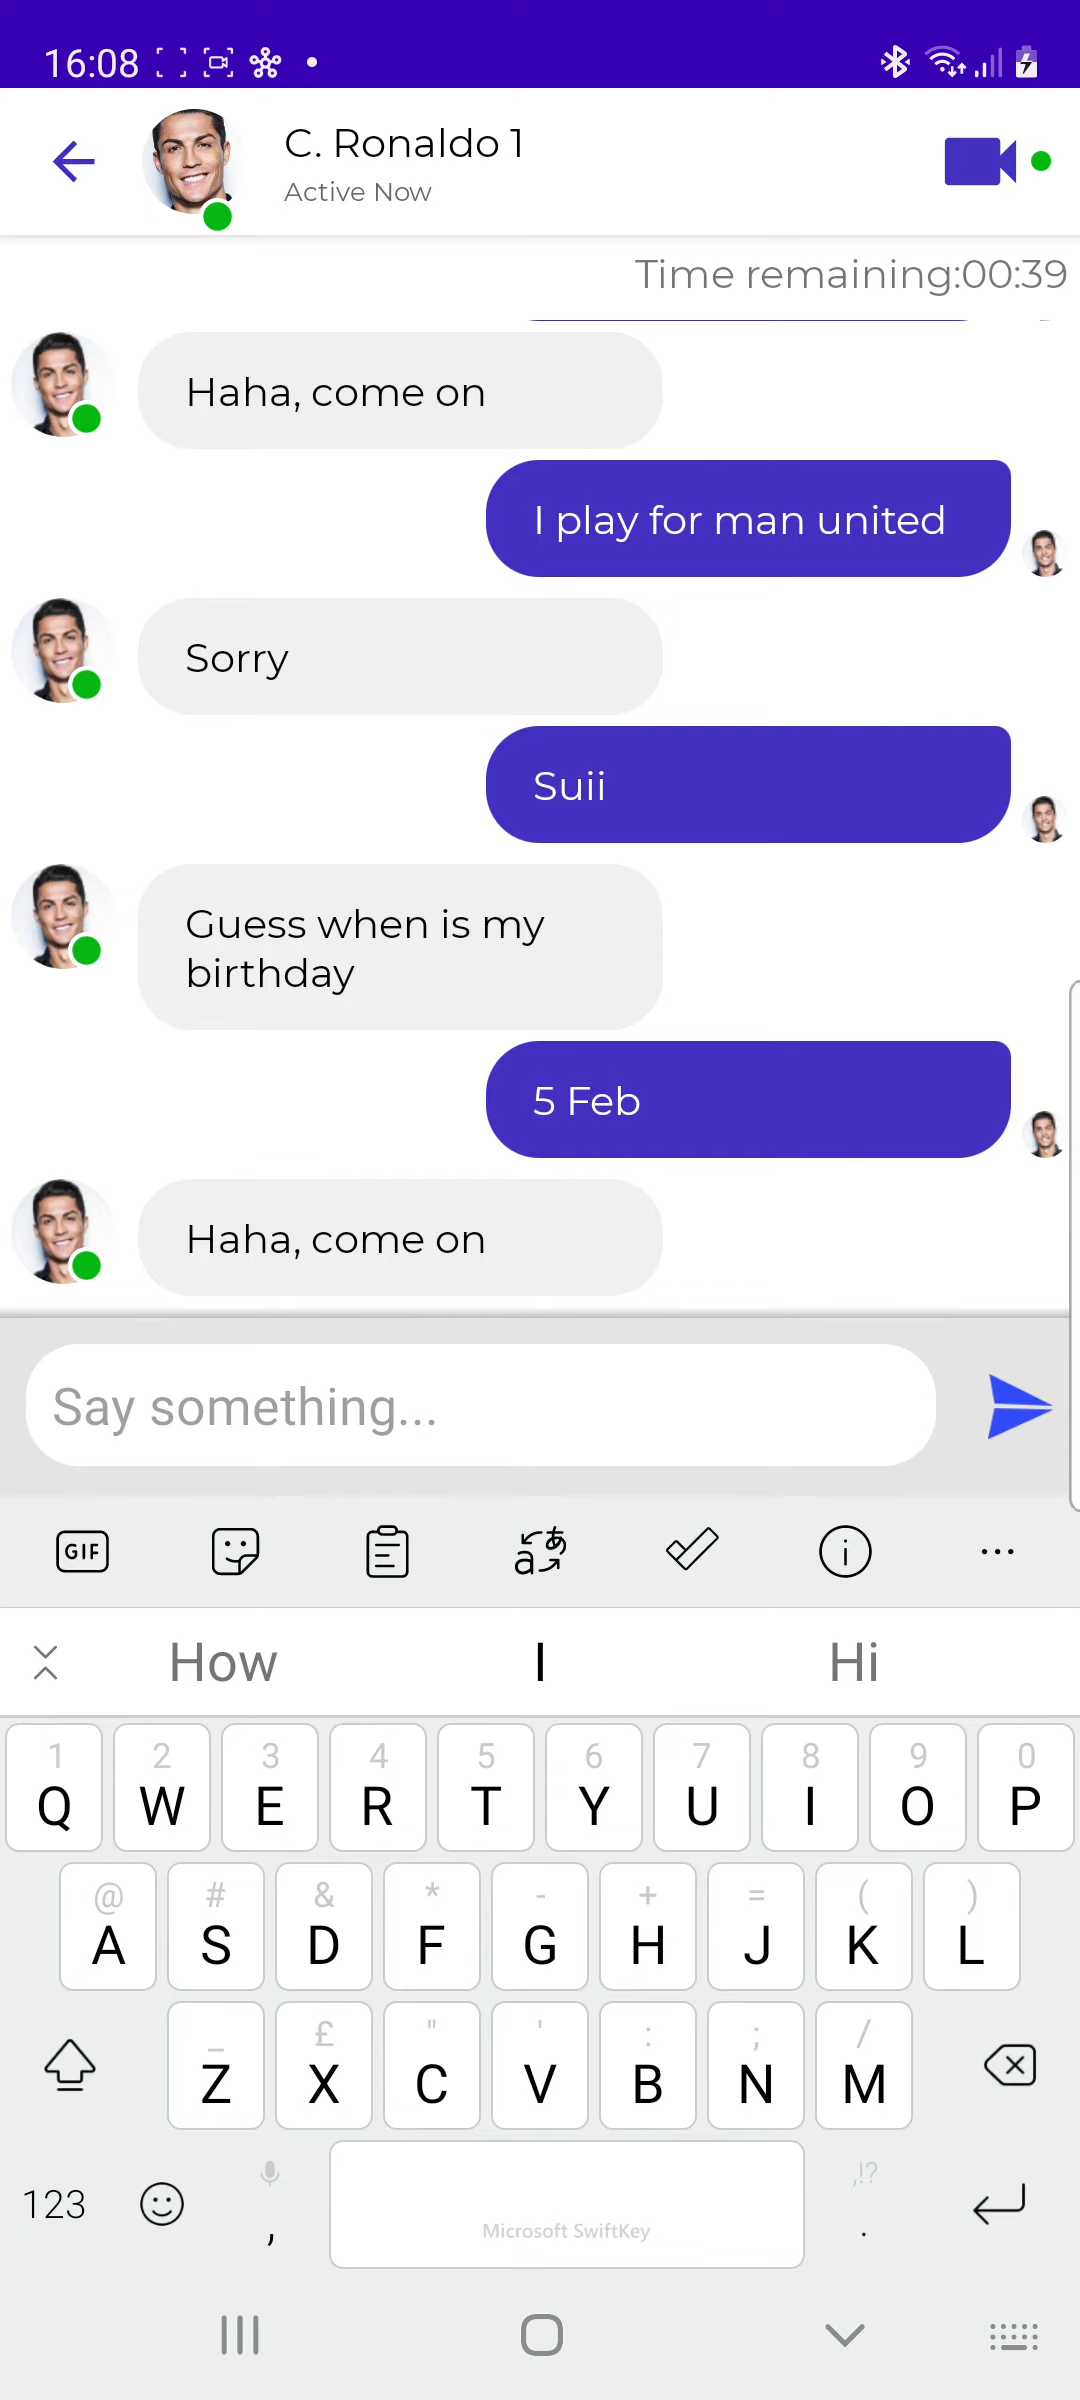 16:08
C. Ronaldo 1
Active Now
Time remaining:00:39
Haha, come on
I play for man united
Sorry
Suii
Guess when is my
birthday
5 Feb
Haha, come on
Say something...
GIF
How I Hi
1 2 3 4 5 6 7 8 9 0
Q W E R T Y U I O P
@ # & * - + = ( )
A S D F G H J K L
_ £ " ' : ; /
Z X C V B N M
,!?
123 , .
Microsoft SwiftKey